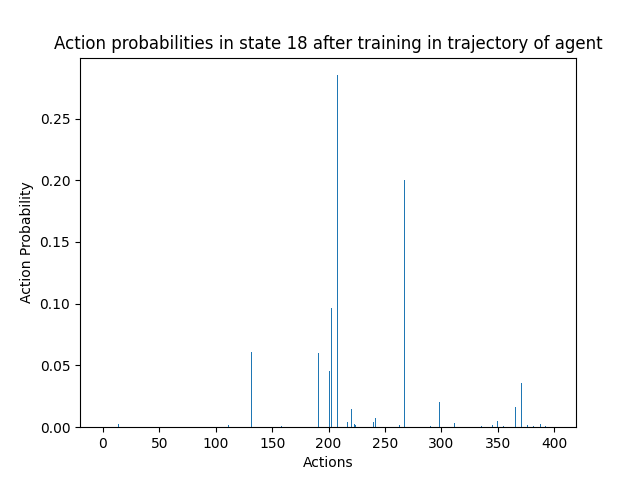 Action probabilities in state 18 after training in trajectory of agent
0.25
0.20
0.15
0.10
0.05
0.00
Action Probability
0 50 100 150 200 250 300 350 400
Actions